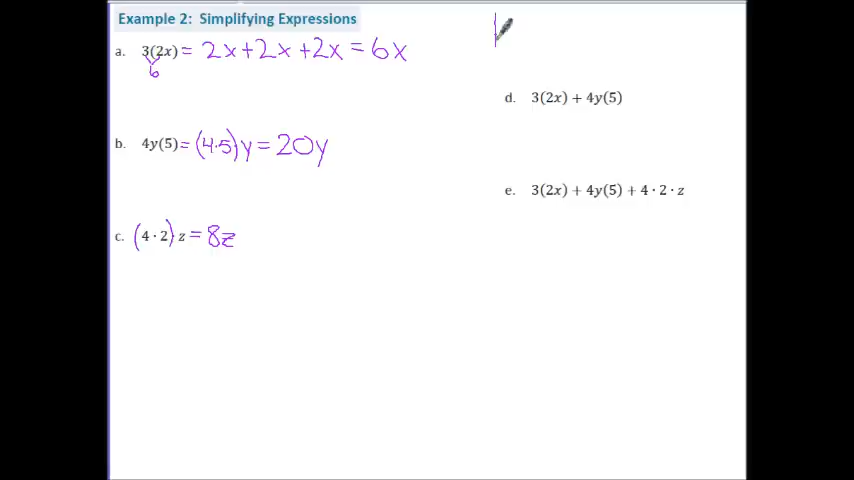 Example 2: Simplifying Expressions
a. 3(2x) = 2x+2x+2x = 6x
6
b. 4y(5) = (4·5)y = 20y
c. (4 · 2) z = 8z
d. 3(2x) + 4y(5)
e. 3(2x) + 4y(5) + 4 · 2 · z